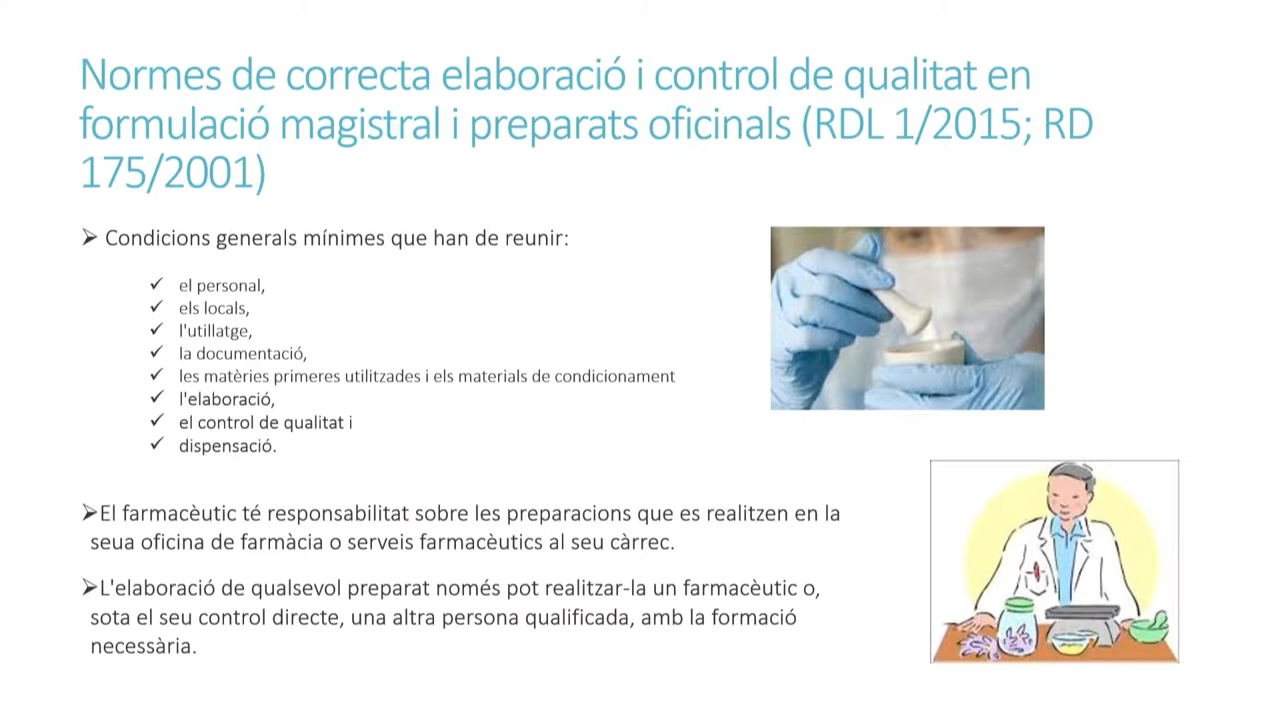 Normes de correcta elaboració i control de qualitat en
formulació magistral i preparats oficinals (RDL 1/2015; RD
175/2001)
➢ Condicions generals mínimes que han de reunir:
✓ el personal,
✓ els locals,
✓ l'utillatge,
✓ la documentació,
✓ les matèries primeres utilitzades i els materials de condicionament
✓ l'elaboració,
✓ el control de qualitat i
✓ dispensació.
➢El farmacèutic té responsabilitat sobre les preparacions que es realitzen en la
seua oficina de farmàcia o serveis farmacèutics al seu càrrec.
➢L'elaboració de qualsevol preparat només pot realitzar-la un farmacèutic o,
sota el seu control directe, una altra persona qualificada, amb la formació
necessària.